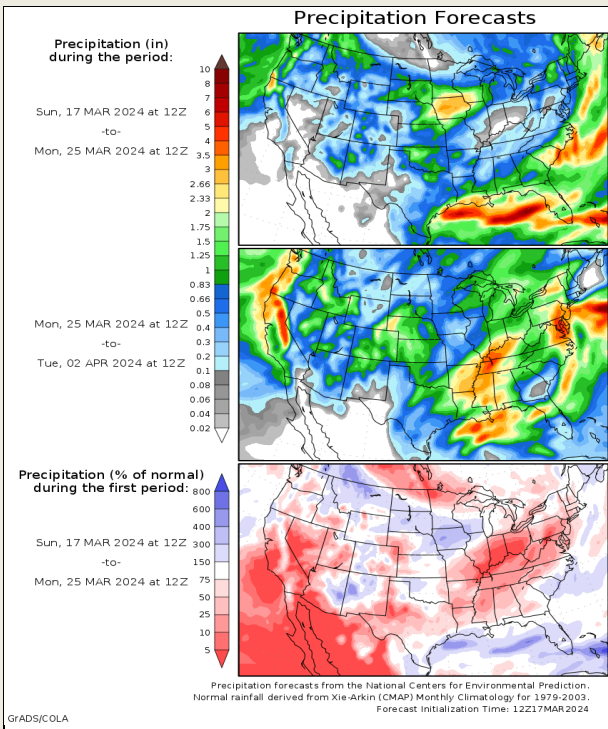 Precipitation Forecasts
Precipitation (in)
during the period:
Sun, 17 MAR 2024 at 12Z
-to-
Mon, 25 MAR 2024 at 12Z
10
8
7
6
5
4
3.5
3
2.66
2.33
2
1.75
1.5
1.25
1
0.83
0.66
0.5
0.4
0.3
0.2
0.1
0.08
0.06
0.04
0.02
Mon, 25 MAR 2024 at 12Z
-to-
Tue, 02 APR 2024 at 12Z
Precipitation (% of normal)
during the first period:
Sun, 17 MAR 2024 at 12Z
-to-
Mon, 25 MAR 2024 at 12Z
800
600
400
300
150
75
50
25
10
5
Precipitation forecasts from the National Centers for Environmental Prediction.
Normal rainfall derived from Xie-Arkin (CMAP) Monthly Climatology for 1979-2003.
Forecast Initialization Time: 12Z17MAR2024
GrADS/COLA